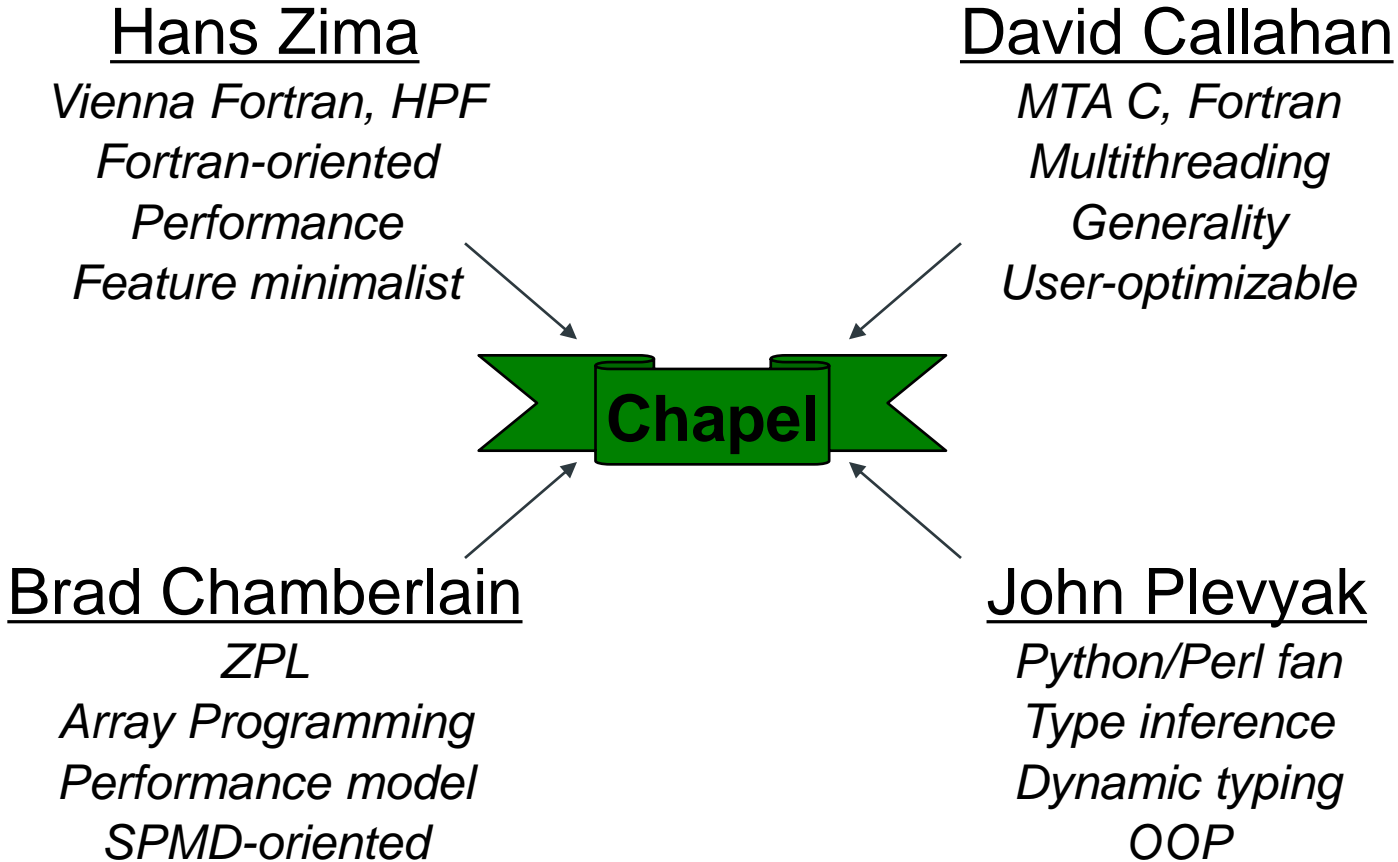 Hans Zima
Vienna Fortran, HPF
Fortran-oriented
Performance
Feature minimalist
David Callahan
MTA C, Fortran
Multithreading
Generality
User-optimizable
Chapel
Brad Chamberlain
ZPL
Array Programming
Performance model
SPMD-oriented
John Plevyak
Python/Perl fan
Type inference
Dynamic typing
OOP